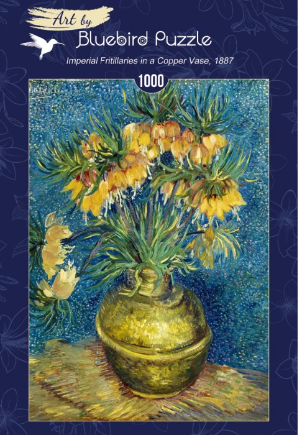 Art by
Bluebird Puzzle
Imperial Fritillaries in a Copper Vase, 1887
1000